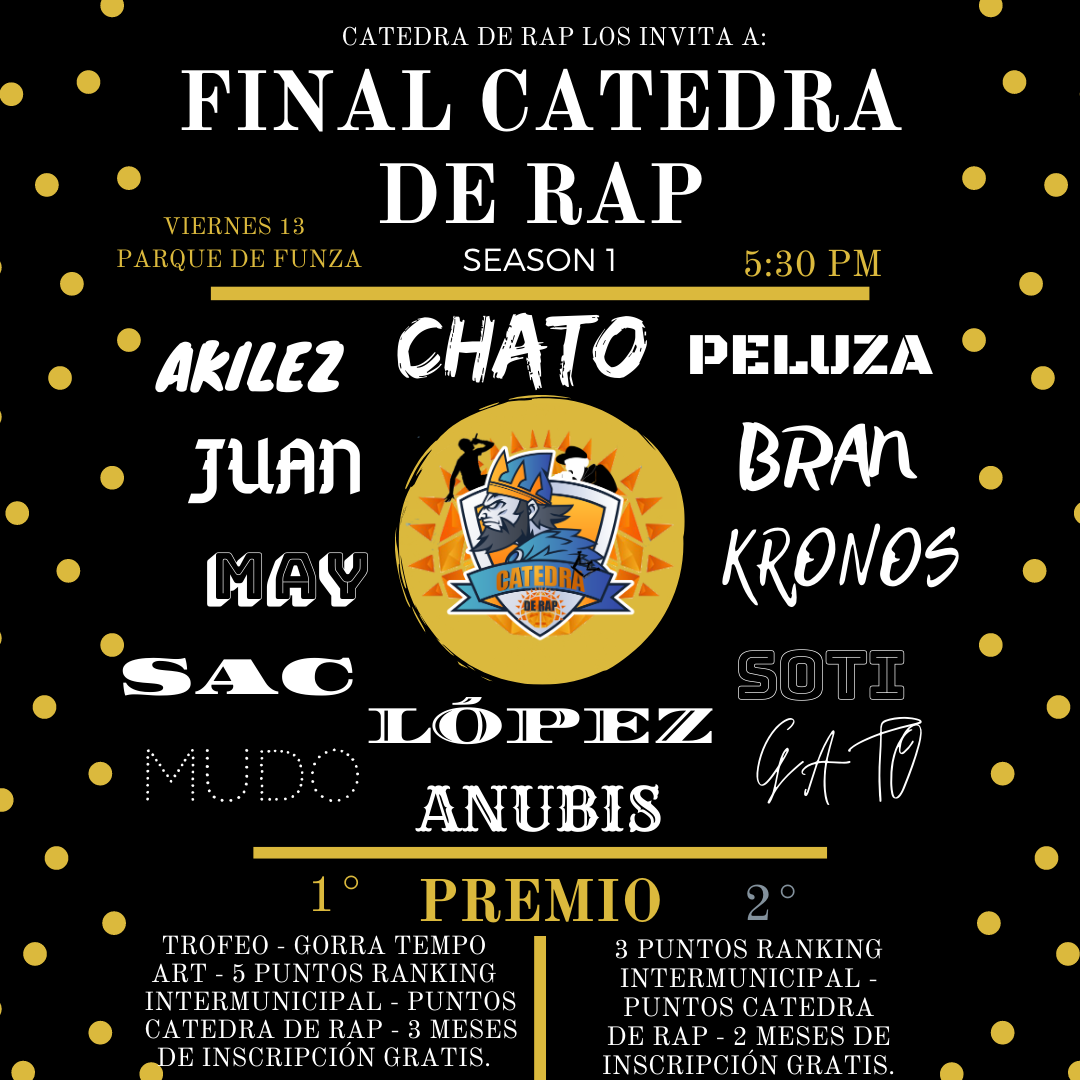 CATEDRA DE RAP LOS INVITA A:
FINAL CATEDRA
DE RAP
VIERNES 13
PARQUE DE FUNZA
SEASON 1
5:30 PM
AKILEZ
CHATO
PELUZA
JUAN
BRAN
MAY
KRONOS
CATEDRA
DE RAP
SAC
SOTI
LÓPEZ
MUDO
GATO
ANUBIS
1°
PREMIO
2°
TROFEO - GORRA TEMPO
ART - 5 PUNTOS RANKING
INTERMUNICIPAL - PUNTOS
CATEDRA DE RAP - 3 MESES
DE INSCRIPCIÓN GRATIS.
3 PUNTOS RANKING
INTERMUNICIPAL -
PUNTOS CATEDRA
DE RAP - 2 MESES DE
INSCRIPCIÓN GRATIS.